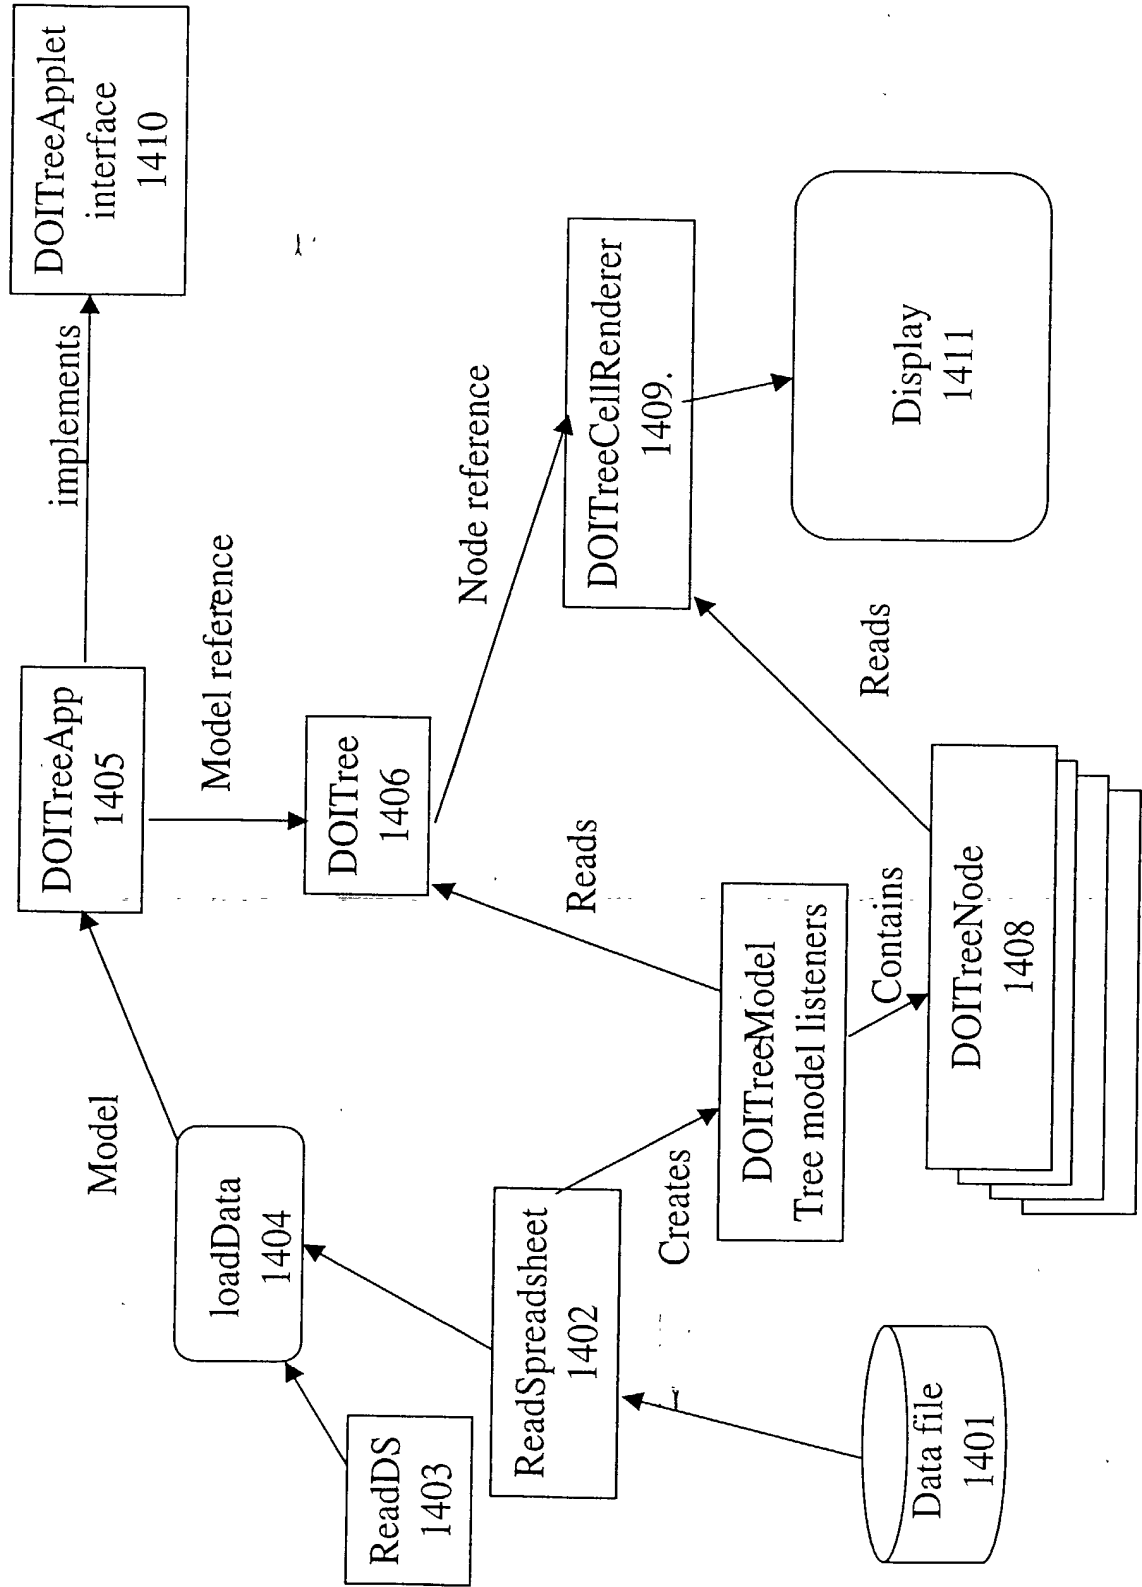 DOITreeApplet
interface
1410
implements
DOITreeApp
1405
Model reference
Model
loadData
1404
ReadDS
1403
DOITree
1406
Node reference
DOITreeCellRenderer
1409.
Display
1411
Reads
Reads
ReadSpreadsheet
1402
Creates
DOITreeModel
Tree model listeners
Contains
DOITreeNode
1408
Data file
1401